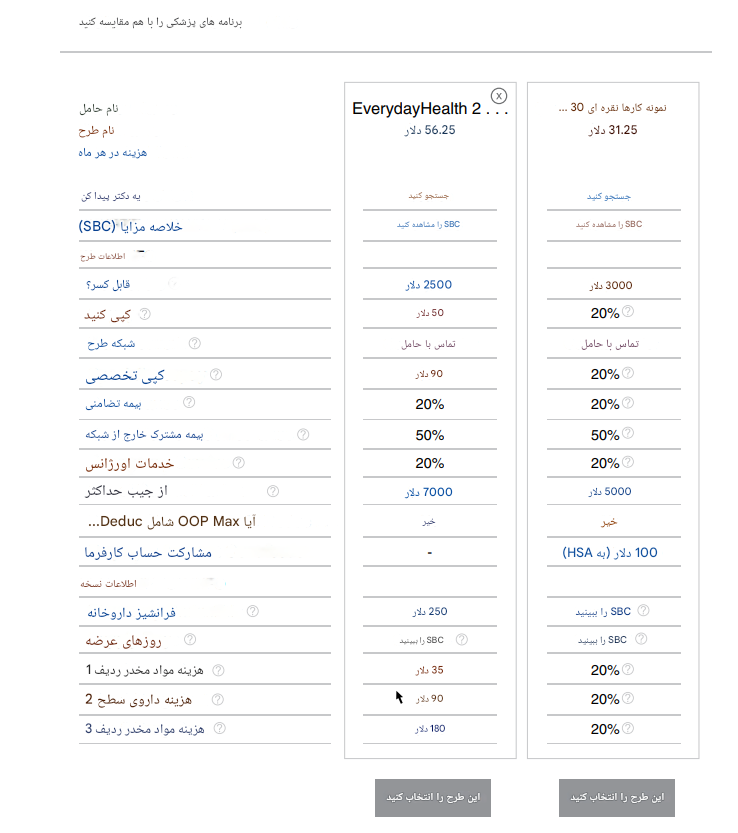 برنامه های پزشکی را با هم مقایسه کنید
نام حامل EverydayHealth 2 . . . نمونه کارها نقره ای 30 ...
نام طرح 56.25 دلار 31.25 دلار
هزینه در هر ماه
یه دکتر پیدا کن جستجو کنید جستجو کنید
خلاصه مزایا (SBC) SBC را مشاهده کنید SBC را مشاهده کنید
اطلاعات طرح
قابل کسر؟ 2500 دلار 3000 دلار
کپی کنید 50 دلار 20%
شبکه طرح تماس با حامل تماس با حامل
کپی تخصصی 90 دلار 20%
بیمه تضامنی 20% 20%
بیمه مشترک خارج از شبکه 50% 50%
خدمات اورژانس 20% 20%
از جیب حداکثر 7000 دلار 5000 دلار
آیا OOP Max شامل Deduc... خیر خیر
مشارکت حساب کارفرما - 100 دلار (به HSA)
اطلاعات نسخه
فرانشیز داروخانه 250 دلار SBC را ببینید
روزهای عرضه SBC را ببینید SBC را ببینید
هزینه مواد مخدر ردیف 1 35 دلار 20%
هزینه داروی سطح 2 90 دلار 20%
هزینه مواد مخدر ردیف 3 180 دلار 20%
این طرح را انتخاب کنید این طرح را انتخاب کنید